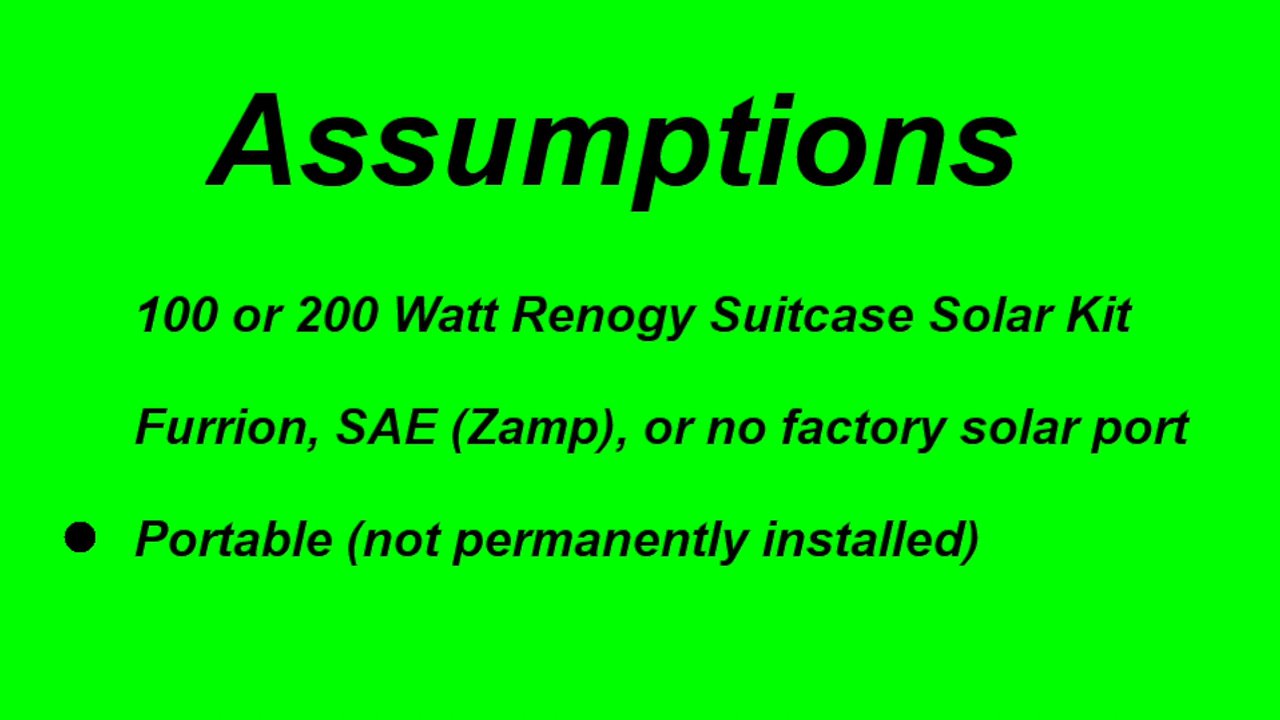 Assumptions
100 or 200 Watt Renogy Suitcase Solar Kit
Furrion, SAE (Zamp), or no factory solar port
● Portable (not permanently installed)